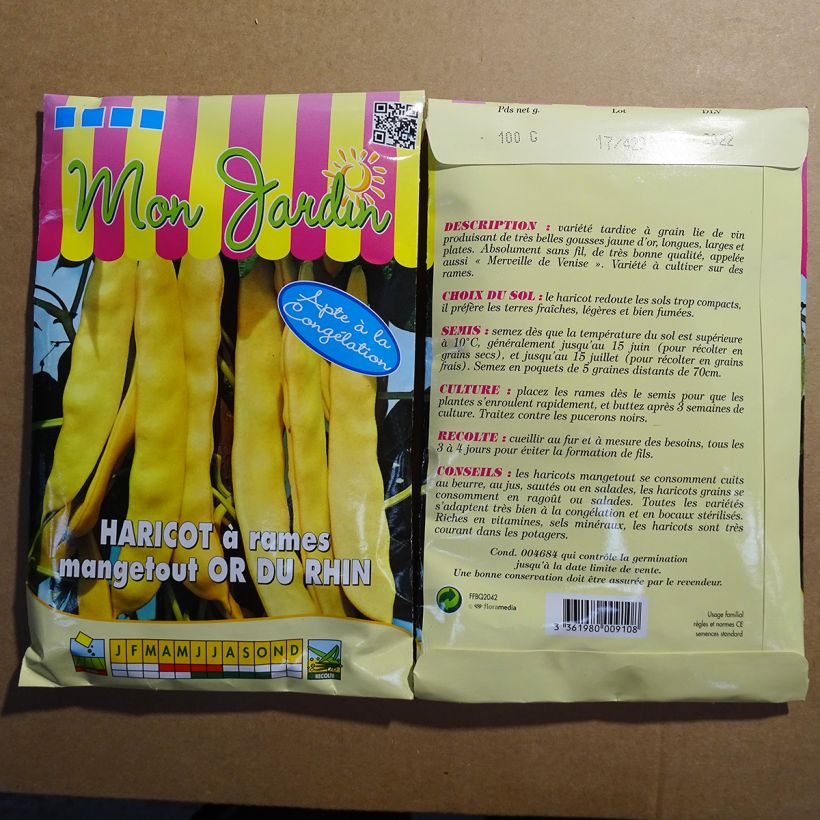 Mon Jardin
Apte à la
Congélation
HARICOT à rames
mangetout OR DU RHIN
J F M A M J J A S O N D
RECOLTE
Pds net g. Lot DLV
100 G 2022
DESCRIPTION : variété tardive à grain lie de vin
produisant de très belles gousses jaune d'or, longues, larges et
plates. Absolument sans fil, de très bonne qualité, appelée
aussi « Merveille de Venise ». Variété à cultiver sur des
rames.
CHOIX DU SOL : le haricot redoute les sols trop compacts,
il préfère les terres fraîches, légères et bien fumées.
SEMIS : semez dès que la température du sol est supérieure
à 10°C, généralement jusqu'au 15 juin (pour récolter en
grains secs), et jusqu'au 15 juillet (pour récolter en grains
frais). Semez en poquets de 5 graines distants de 70cm.
CULTURE : placez les rames dès le semis pour que les
plantes s'enroulent rapidement, et buttez après 3 semaines de
culture. Traitez contre les pucerons noirs.
RECOLTE : cueillir au fur et à mesure des besoins, tous les
3 à 4 jours pour éviter la formation de fils.
CONSEILS : les haricots mangetout se consomment cuits
au beurre, au jus, sautés ou en salades, les haricots grains se
consomment en ragoût ou salades. Toutes les variétés
s'adaptent très bien à la congélation et en bocaux stérilisés.
Riches en vitamines, sels minéraux, les haricots sont très
courant dans les potagers.
Cond. 004684 qui contrôle la germination
jusqu'à la date limite de vente.
Une bonne conservation doit être assurée par le revendeur.
FFBQ2042
© floramedia
3 361980 009108
Usage familial
règles et normes CE
semences standard